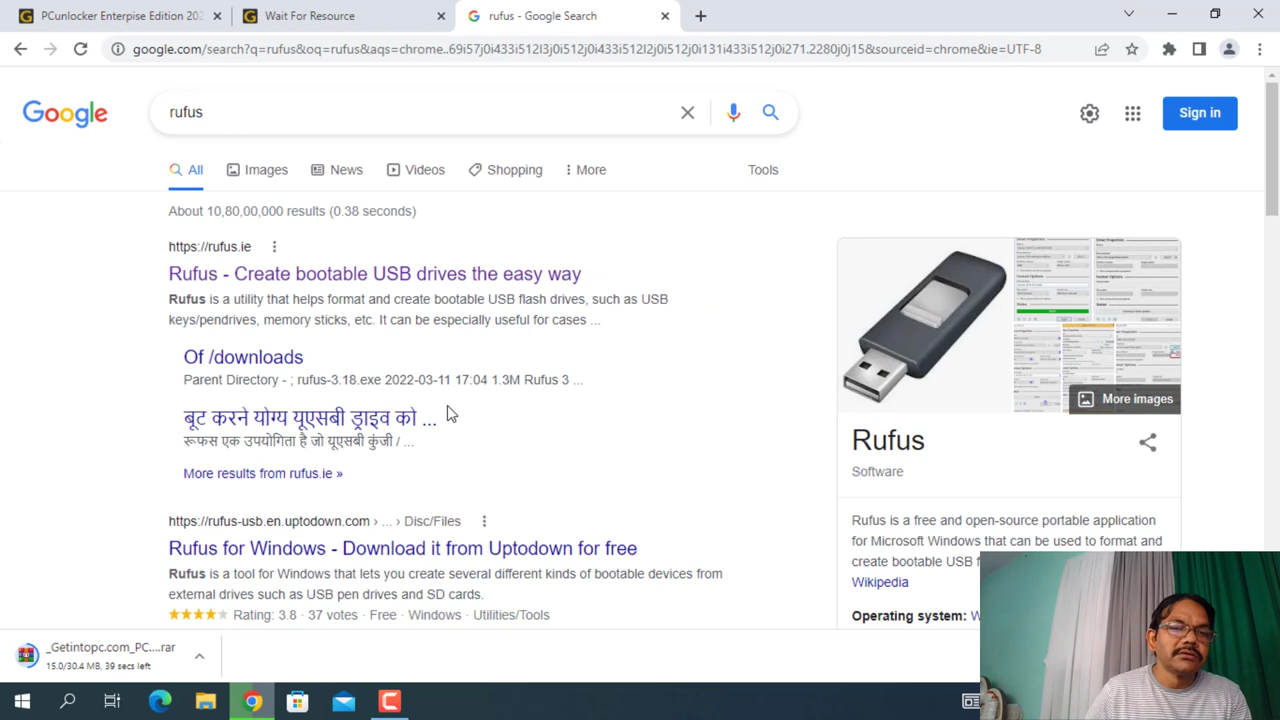 PCunlocker Enterpise Edition 202
Wait For Resource
rufus - Google Search
google.com/search?q=rufus&oq=rufus&aqs=chrome..69i57j0i433i512l3j0i512j0i433i512l2j0i512j0i131i433i512j0i271.2280j0j15&sourceid=chrome&ie=UTF-8
Google
rufus
Sign in
All
Images
News
Videos
Shopping
More
Tools
About 10,80,00,000 results (0.38 seconds)
https://rufus.ie
Rufus - Create bootable USB drives the easy way
Rufus is a utility that helps format and create bootable USB flash drives, such as USB
keys/pendrives, memory sticks, etc. It can be especially useful for cases ...
Of /downloads
Parent Directory - , rufus-3.18p.exe 2022-03-11 17:04 1.3M Rufus 3 ...
बूट करने योग्य यूएसबी ड्राइव को ...
रूफस एक उपयोगिता है जो यूएसबी कुंजी / ...
More results from rufus.ie »
https://rufus-usb.en.uptodown.com › ... › Disc/Files
Rufus for Windows - Download it from Uptodown for free
Rufus is a tool for Windows that lets you create several different kinds of bootable devices from
external drives such as USB pen drives and SD cards.
Rating: 3.8 · 37 votes · Free · Windows · Utilities/Tools
More images
Rufus
Software
Rufus is a free and open-source portable application
for Microsoft Windows that can be used to format and
create bootable USB f
Wikipedia
Operating system: W
_Getintopc.com_PC....rar
15.0/30.4 MB, 39 secs left